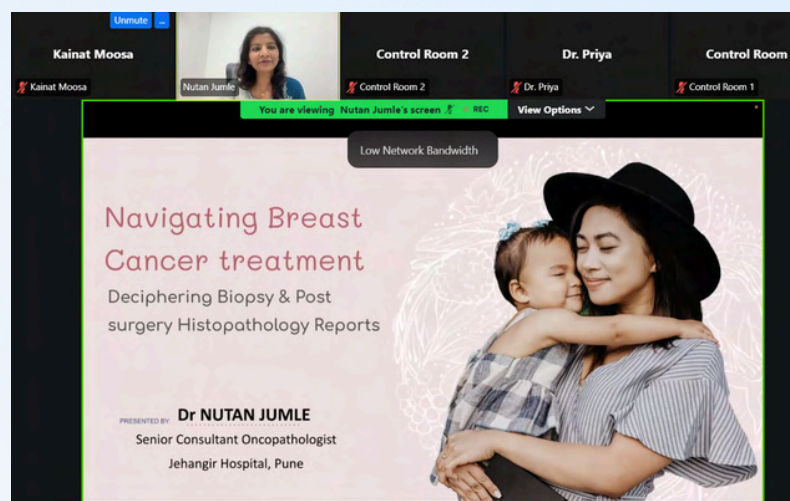 Unmute ...
Kainat Moosa
Control Room 2
Dr. Priya
Control Room
Kainat Moosa
Nutan Jumle
Control Room 2
Dr. Priya
Control Room 1
You are viewing Nutan Jumle's screen REC
View Options
Low Network Bandwidth
Navigating Breast
Cancer treatment
Deciphering Biopsy & Post
surgery Histopathology Reports
PRESENTED BY: Dr NUTAN JUMLE
Senior Consultant Oncopathologist
Jehangir Hospital, Pune